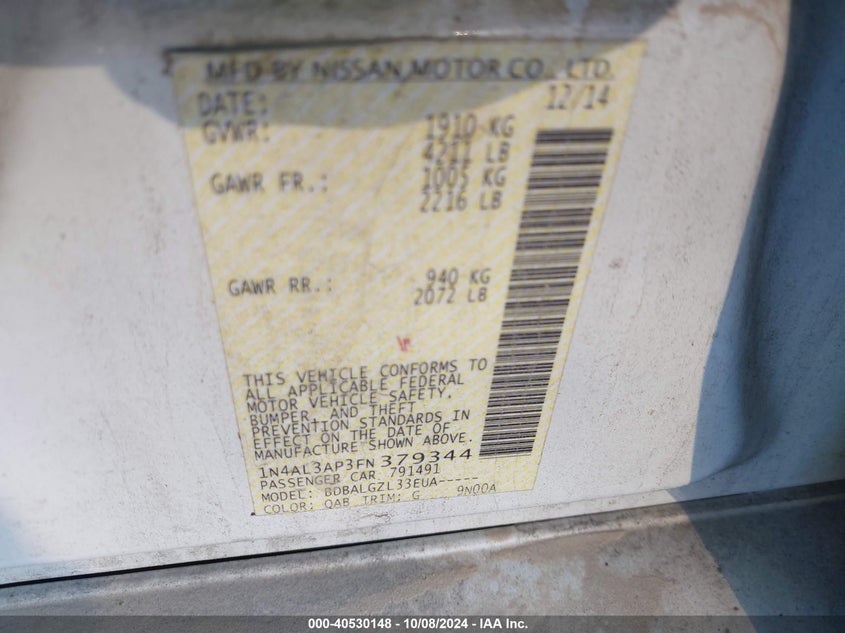 MFD BY NISSAN MOTOR CO., LTD.
DATE: 12/14
GVWR: 1910 KG
4211 LB
GAWR FR.: 1005 KG
2216 LB
GAWR RR.: 940 KG
2072 LB
THIS VEHICLE CONFORMS TO
ALL APPLICABLE FEDERAL
MOTOR VEHICLE SAFETY,
BUMPER, AND THEFT
PREVENTION STANDARDS IN
EFFECT ON THE DATE OF
MANUFACTURE SHOWN ABOVE.
1N4AL3AP3FN379344
PASSENGER CAR 791491
MODEL: BDBALGZL33EUA-----
COLOR: QAB TRIM: G 9N00A
000-40530148 - 10/08/2024 - IAA Inc.